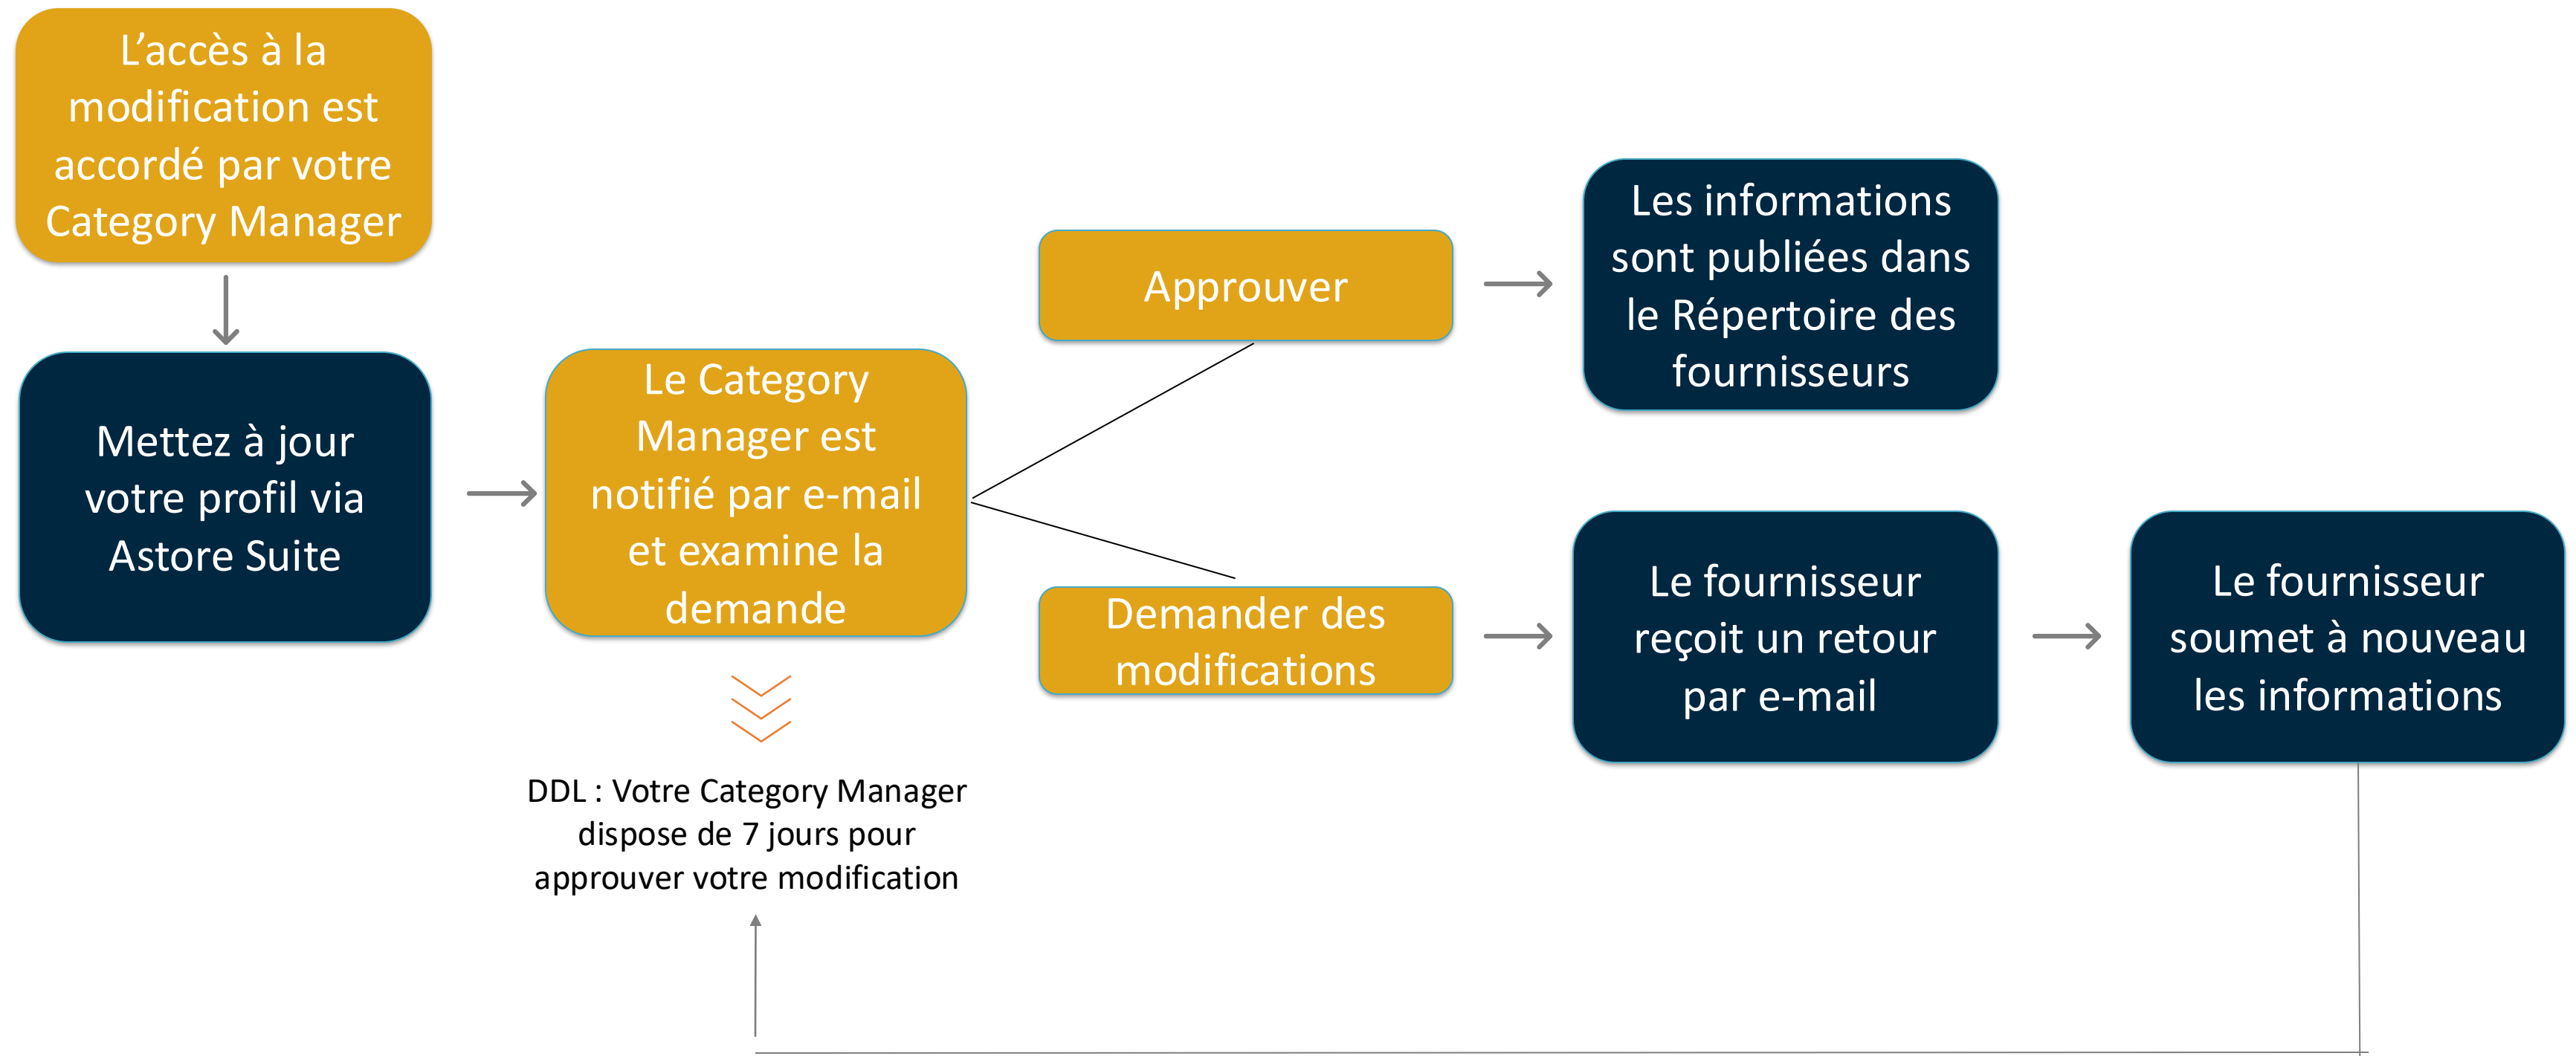 L’accès à la
modification est
accordé par votre
Category Manager
Mettez à jour
votre profil via
Astore Suite
Le Category
Manager est
notifié par e-mail
et examine la
demande
DDL : Votre Category Manager
dispose de 7 jours pour
approuver votre modification
Approuver
Les informations
sont publiées dans
le Répertoire des
fournisseurs
Demander des
modifications
Le fournisseur
reçoit un retour
par e-mail
Le fournisseur
soumet à nouveau
les informations